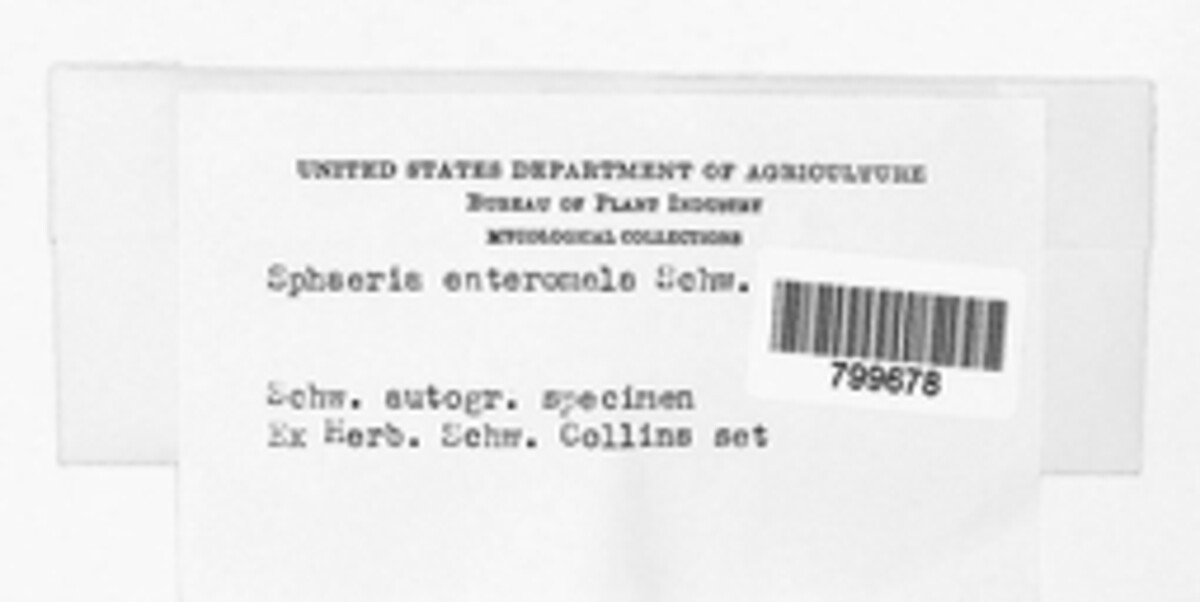 UNITED STATES DEPARTMENT OF AGRICULTURE
BUREAU OF PLANT INDUSTRY
MYCOLOGICAL COLLECTIONS
Sphaeria enteromela Schw.
799678
Schw. autogr. specimen
Ex Herb. Schw. Collins set